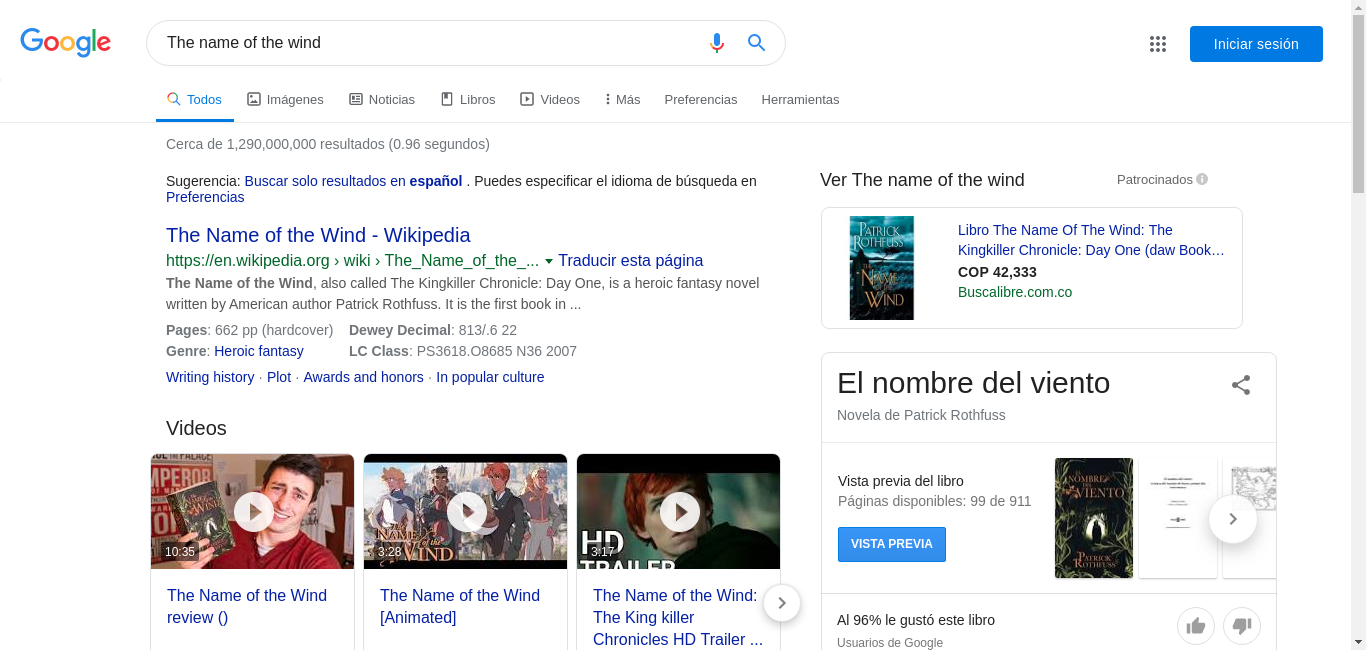 Google
The name of the wind
Iniciar sesión
Todos
Imágenes
Noticias
Libros
Videos
Más
Preferencias
Herramientas
Cerca de 1,290,000,000 resultados (0.96 segundos)
Sugerencia: Buscar solo resultados en español . Puedes especificar el idioma de búsqueda en
Preferencias
The Name of the Wind - Wikipedia
https://en.wikipedia.org › wiki › The_Name_of_the_... Traducir esta página
The Name of the Wind, also called The Kingkiller Chronicle: Day One, is a heroic fantasy novel
written by American author Patrick Rothfuss. It is the first book in ...
Pages: 662 pp (hardcover) Dewey Decimal: 813/.6 22
Genre: Heroic fantasy LC Class: PS3618.O8685 N36 2007
Writing history · Plot · Awards and honors · In popular culture
Videos
10:35
The Name of the Wind
review ()
NAME
of the
WIND
3:28
The Name of the Wind
[Animated]
HD
TRAILER
3:17
The Name of the Wind:
The King killer
Chronicles HD Trailer ...
Ver The name of the wind
Patrocinados
PATRICK
ROTHFUSS
THE
NAME
OF THE
WIND
Libro The Name Of The Wind: The
Kingkiller Chronicle: Day One (daw Book…
COP 42,333
Buscalibre.com.co
El nombre del viento
Novela de Patrick Rothfuss
Vista previa del libro
Páginas disponibles: 99 de 911
VISTA PREVIA
NOMBRE
DEL
VIENTO
PATRICK
ROTHFUSS
Al 96% le gustó este libro
Usuarios de Google